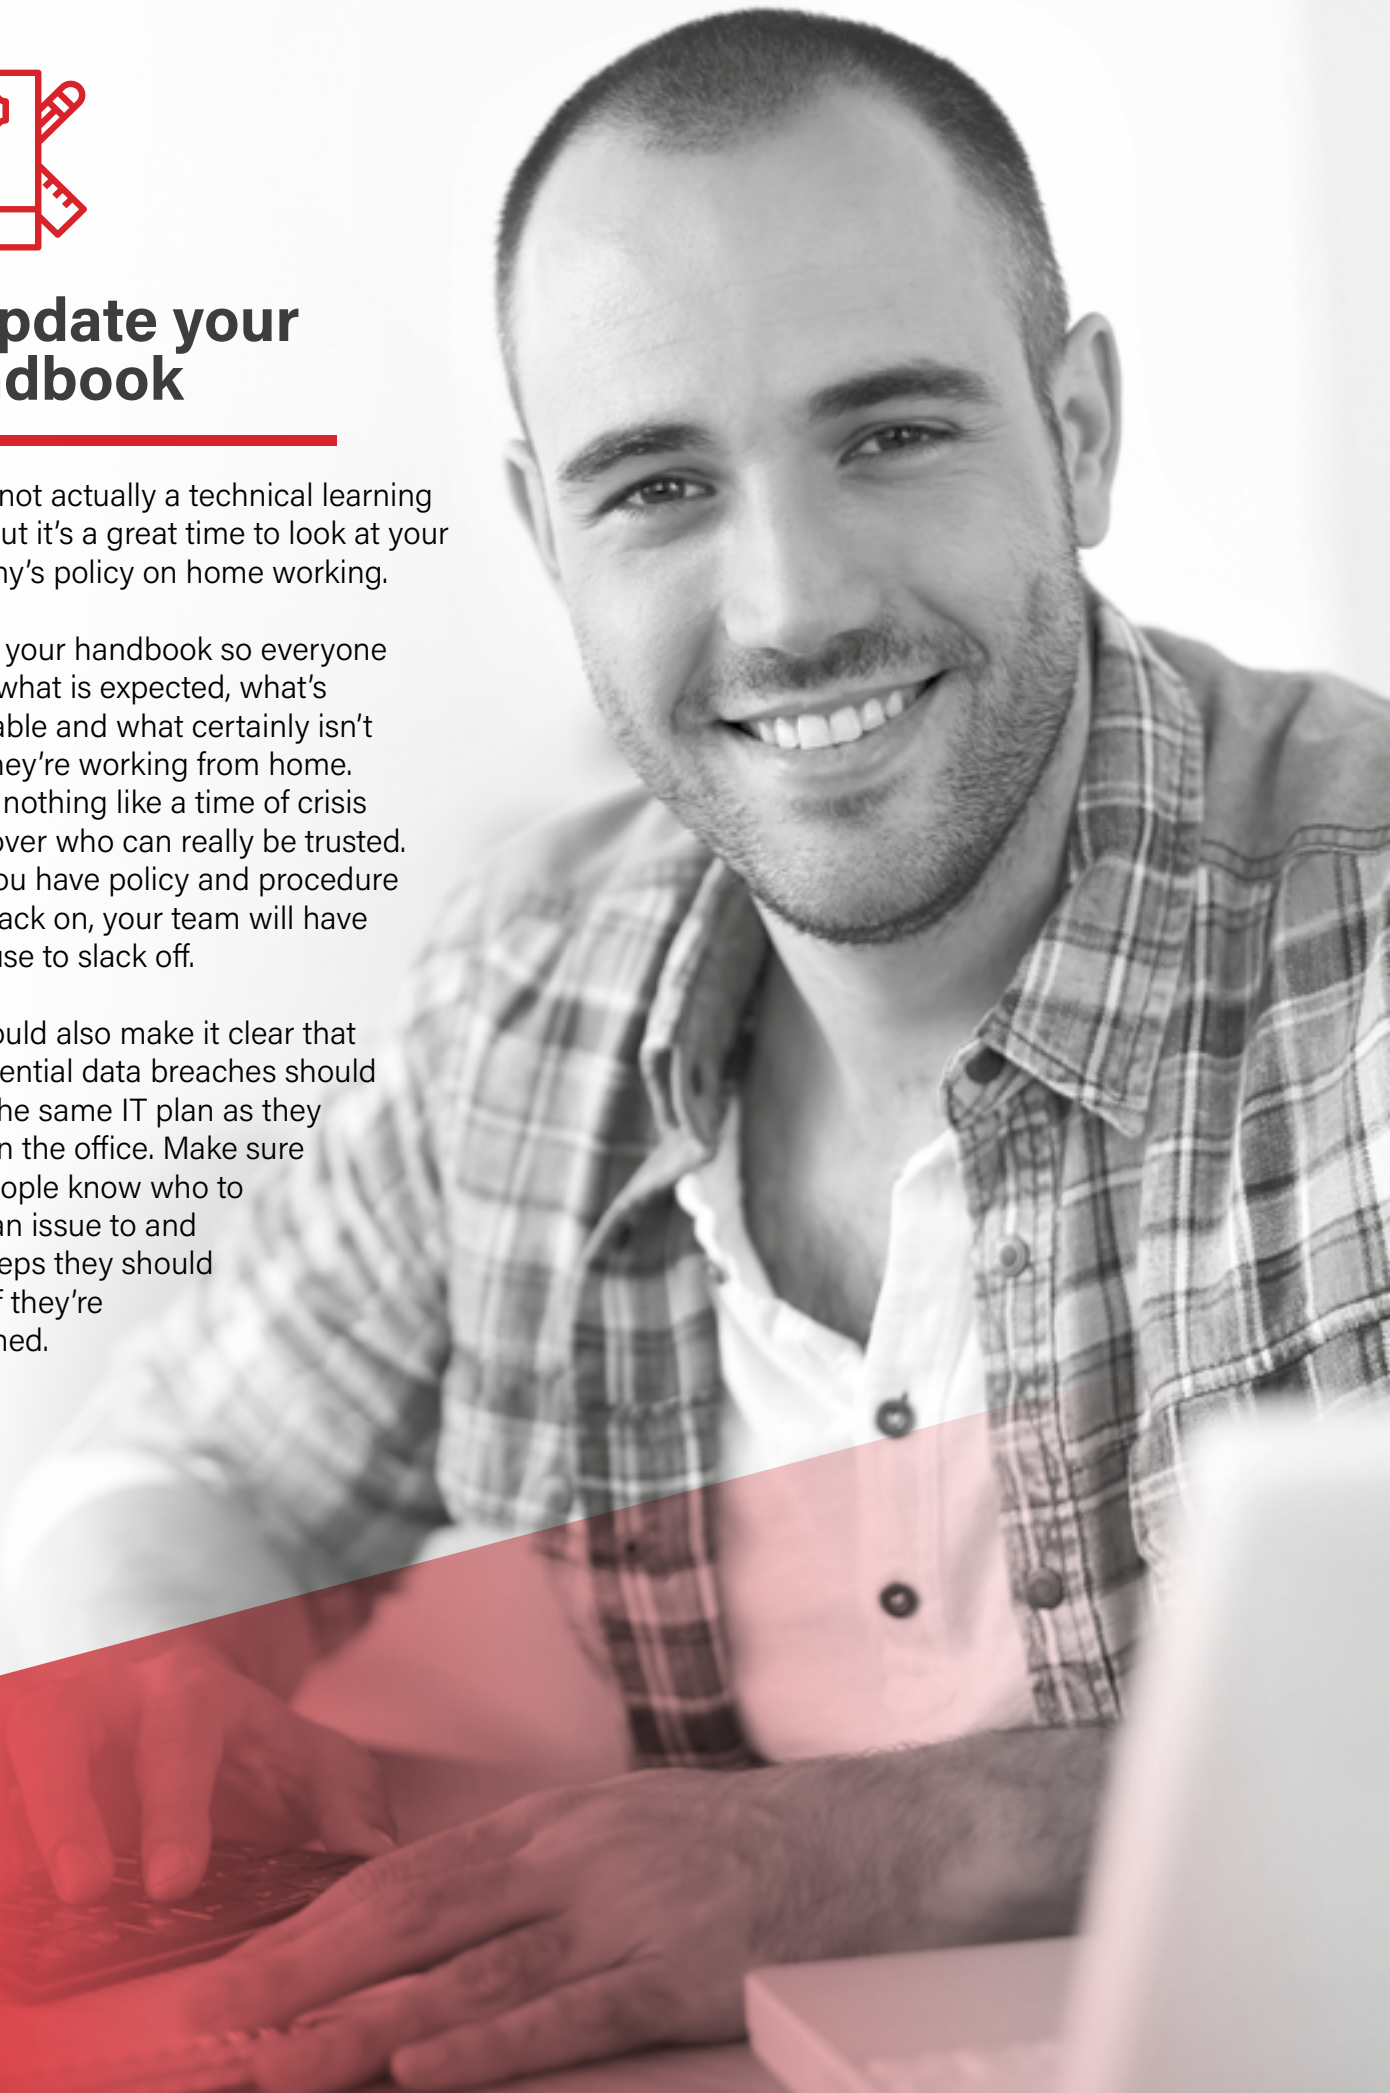 pdate your
dbook
not actually a technical learning
ut it's a great time to look at your
ny's policy on home working.
your handbook so everyone
what is expected, what's
able and what certainly isn't
hey're working from home.
nothing like a time of crisis
over who can really be trusted.
ou have policy and procedure
ack on, your team will have
use to slack off.
ould also make it clear that
ential data breaches should
he same IT plan as they
n the office. Make sure
ople know who to
an issue to and
eps they should
f they're
ned.